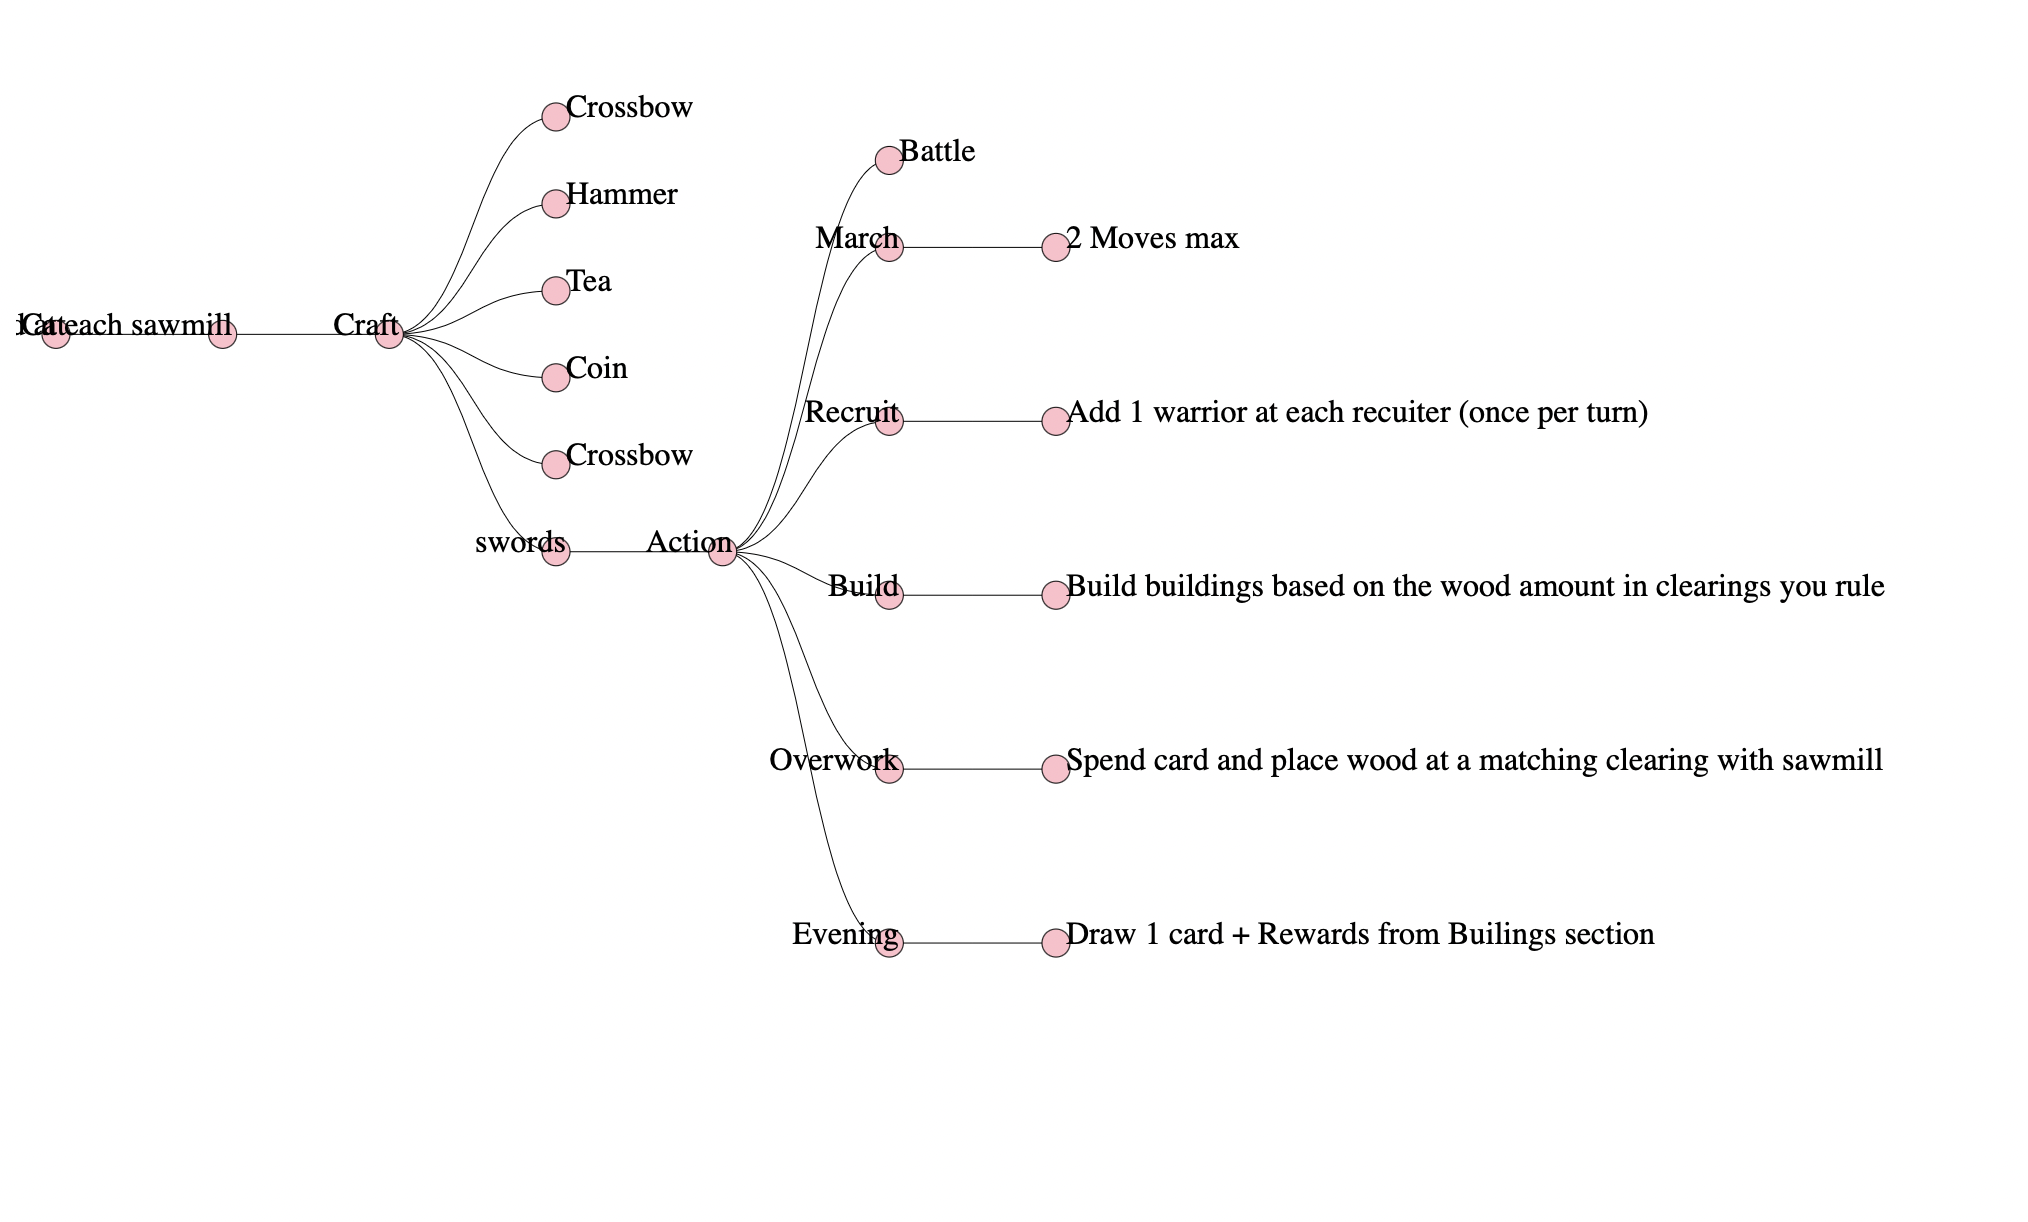 Crossbow
Hammer
Tea
Coin
Crossbow
swords
Cat
each sawmill
Craft
Action
Battle
March
2 Moves max
Recruit
Add 1 warrior at each recuiter (once per turn)
Build
Build buildings based on the wood amount in clearings you rule
Overwork
Spend card and place wood at a matching clearing with sawmill
Evening
Draw 1 card + Rewards from Builings section